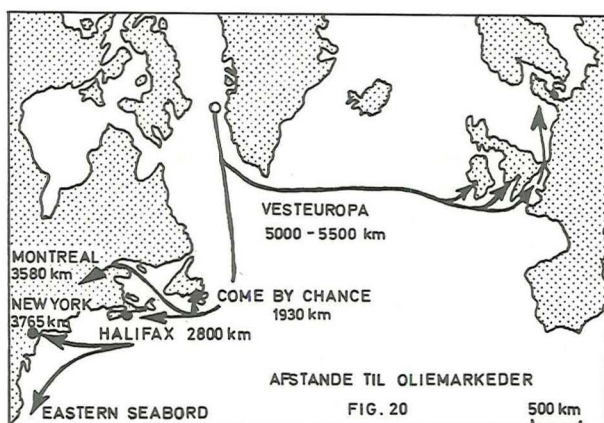 VESTEUROPA
5000 - 5500 km
MONTREAL
3580 km
NEW YORK
3765 km
COME BY CHANCE
1930 km
HALIFAX 2800 km
EASTERN SEABORD
AFSTANDE TIL OLIEMARKEDER
FIG. 20
500 km